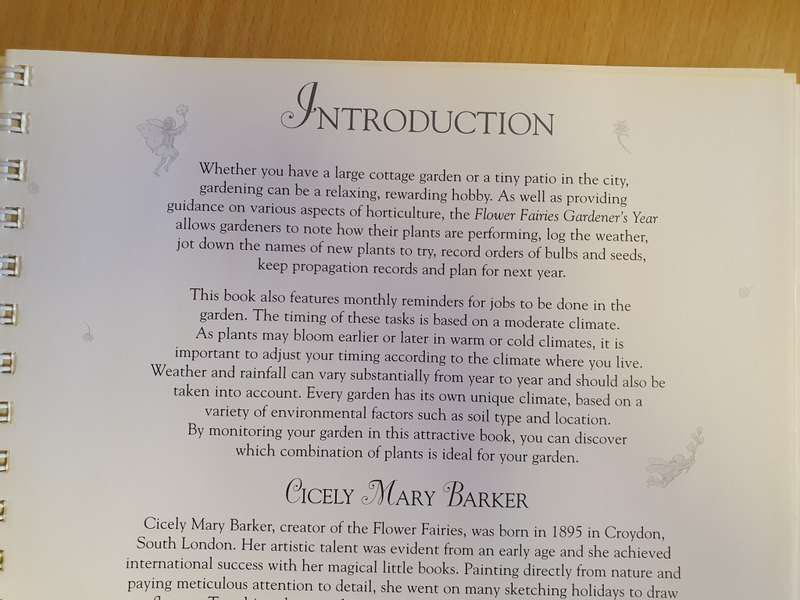 INTRODUCTION
Whether you have a large cottage garden or a tiny patio in the city,
gardening can be a relaxing, rewarding hobby. As well as providing
guidance on various aspects of horticulture, the Flower Fairies Gardener's Year
allows gardeners to note how their plants are performing, log the weather,
jot down the names of new plants to try, record orders of bulbs and seeds,
keep propagation records and plan for next year.
This book also features monthly reminders for jobs to be done in the
garden. The timing of these tasks is based on a moderate climate.
As plants may bloom earlier or later in warm or cold climates, it is
important to adjust your timing according to the climate where you live.
Weather and rainfall can vary substantially from year to year and should also be
taken into account. Every garden has its own unique climate, based on a
variety of environmental factors such as soil type and location.
By monitoring your garden in this attractive book, you can discover
which combination of plants is ideal for your garden.
CICELY MARY BARKER
Cicely Mary Barker, creator of the Flower Fairies, was born in 1895 in Croydon,
South London. Her artistic talent was evident from an early age and she achieved
international success with her magical little books. Painting directly from nature and
paying meticulous attention to detail, she went on many sketching holidays to draw